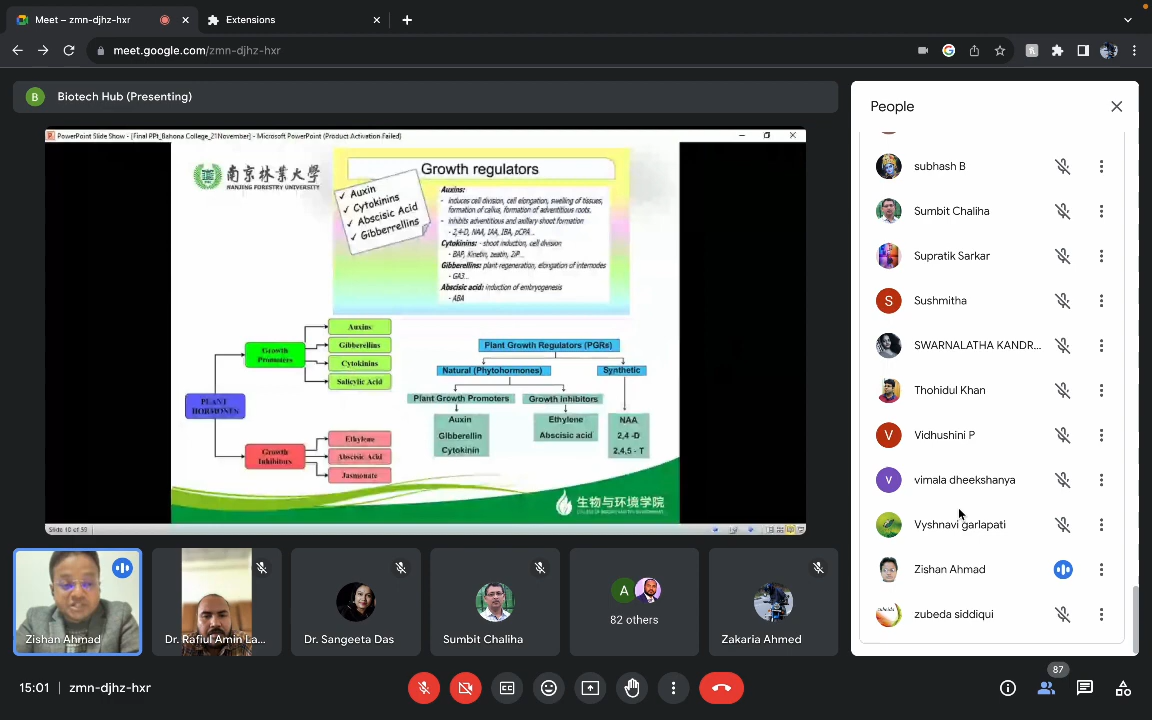 Meet – zmn-djhz-hxr
Extensions
meet.google.com/zmn-djhz-hxr
B
Biotech Hub (Presenting)
PowerPoint Slide Show - [Final PPt_Bahona College_21November] - Microsoft PowerPoint (Product Activation Failed)
南京林業大學
NANJING FORESTRY UNIVERSITY
Growth regulators
✓ Auxin
✓ Cytokinins
✓ Abscisic Acid
✓ Gibberrellins
Auxins:
- induces cell division, cell elongation, swelling of tissues,
formation of callus, formation of adventitious roots.
- inhibits adventitious and axillary shoot formation
- 2,4-D, NAA, IAA, IBA, pCPA...
Cytokinins: - shoot induction, cell division
- BAP, Kinetin, zeatin, 2iP...
Gibberellins: plant regeneration, elongation of internodes
- GA3...
Abscisic acid: induction of embryogenesis
- ABA
PLANT
HORMONES
Growth
Promoters
Auxins
Gibberellins
Cytokinins
Salicylic Acid
Growth
Inhibitors
Ethylene
Abscisic Acid
Jasmonate
Plant Growth Regulators (PGRs)
Natural (Phytohormones)
Synthetic
Plant Growth Promoters
Growth Inhibitors
Auxin
Gibberellin
Cytokinin
Ethylene
Abscisic acid
NAA
2,4 -D
2,4,5 - T
生物与环境学院
Slide 10 of 59
Zishan Ahmad
Dr. Rafiul Amin La...
Dr. Sangeeta Das
Sumbit Chaliha
A
82 others
Zakaria Ahmed
People
subhash B
Sumbit Chaliha
Supratik Sarkar
S
Sushmitha
SWARNALATHA KANDR...
Thohidul Khan
V
Vidhushini P
v
vimala dheekshanya
Vyshnavi garlapati
Zishan Ahmad
zubeda siddiqui
15:01 | zmn-djhz-hxr
87